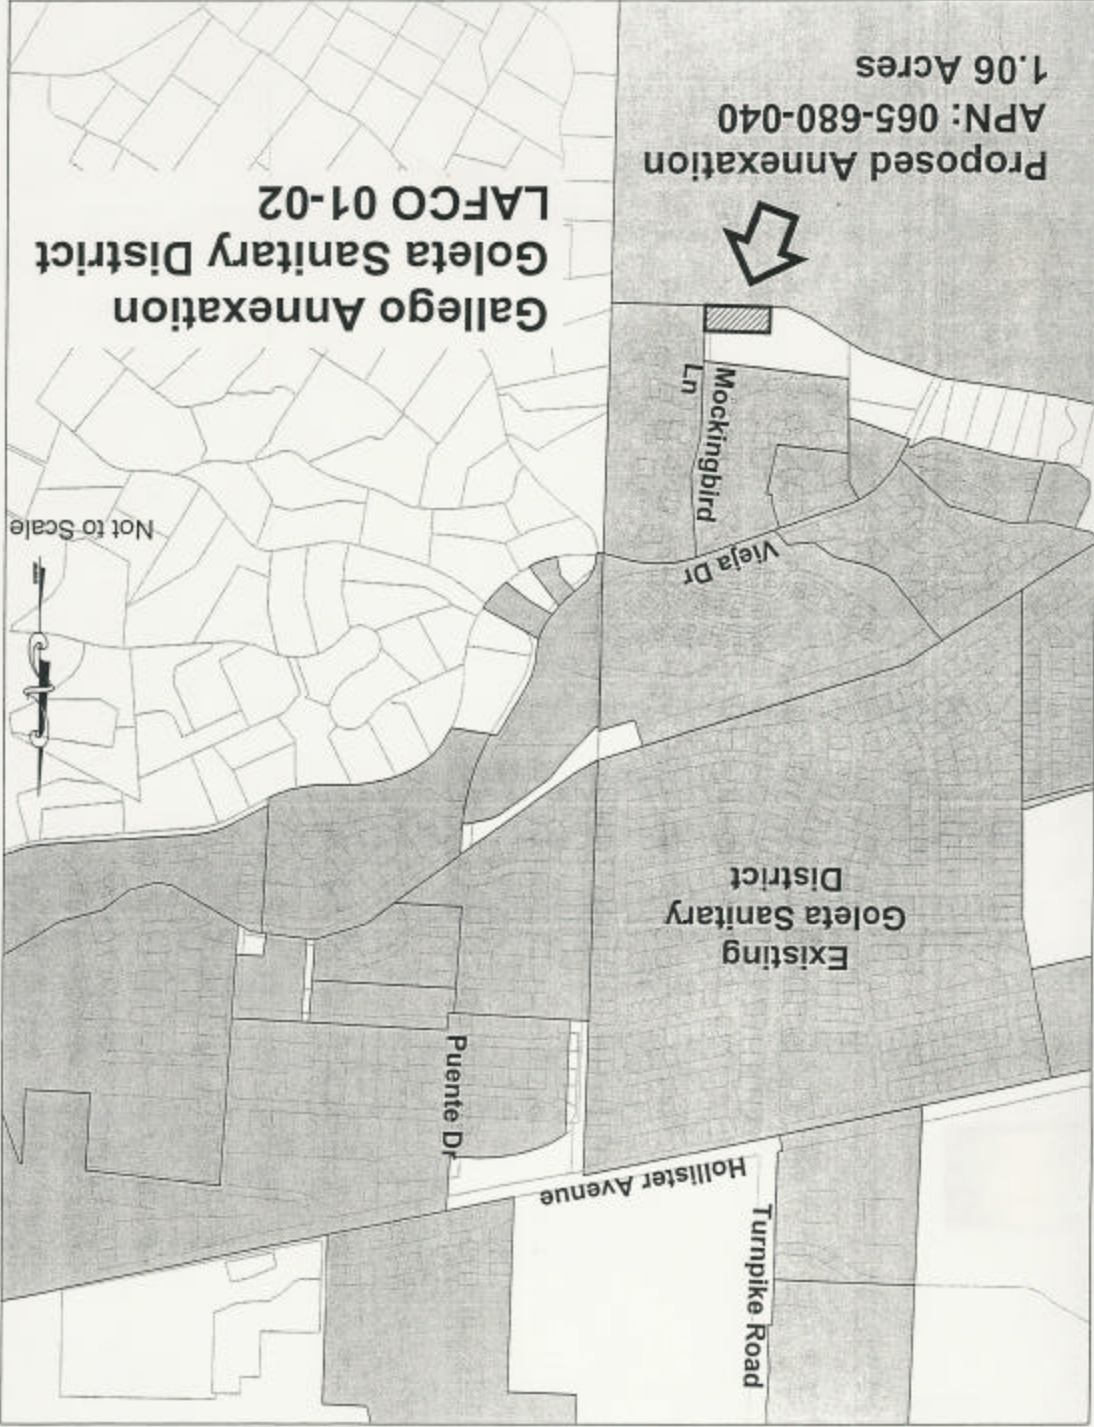 Turnpike Road
Hollister Avenue
Puente Dr
Existing
Goleta Sanitary
District
Vieja Dr
Not to Scale
Mockingbird
Ln
Gallego Annexation
Goleta Sanitary District
LAFCO 01-02
Proposed Annexation
APN: 065-680-040
1.06 Acres